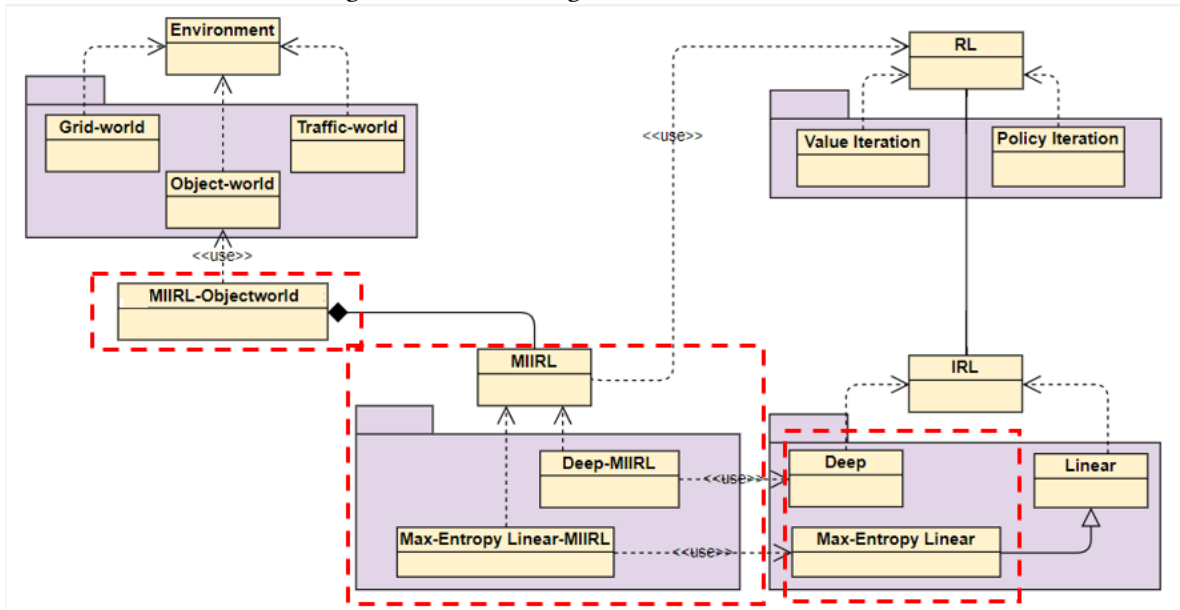 Environment
RL
Grid-world
Traffic-world
Object-world
<<use>>
Value Iteration
Policy Iteration
<<use>>
MIIRL-Objectworld
MIIRL
IRL
Deep-MIIRL
<<use>>
Deep
Linear
Max-Entropy Linear-MIIRL
<<use>>
Max-Entropy Linear